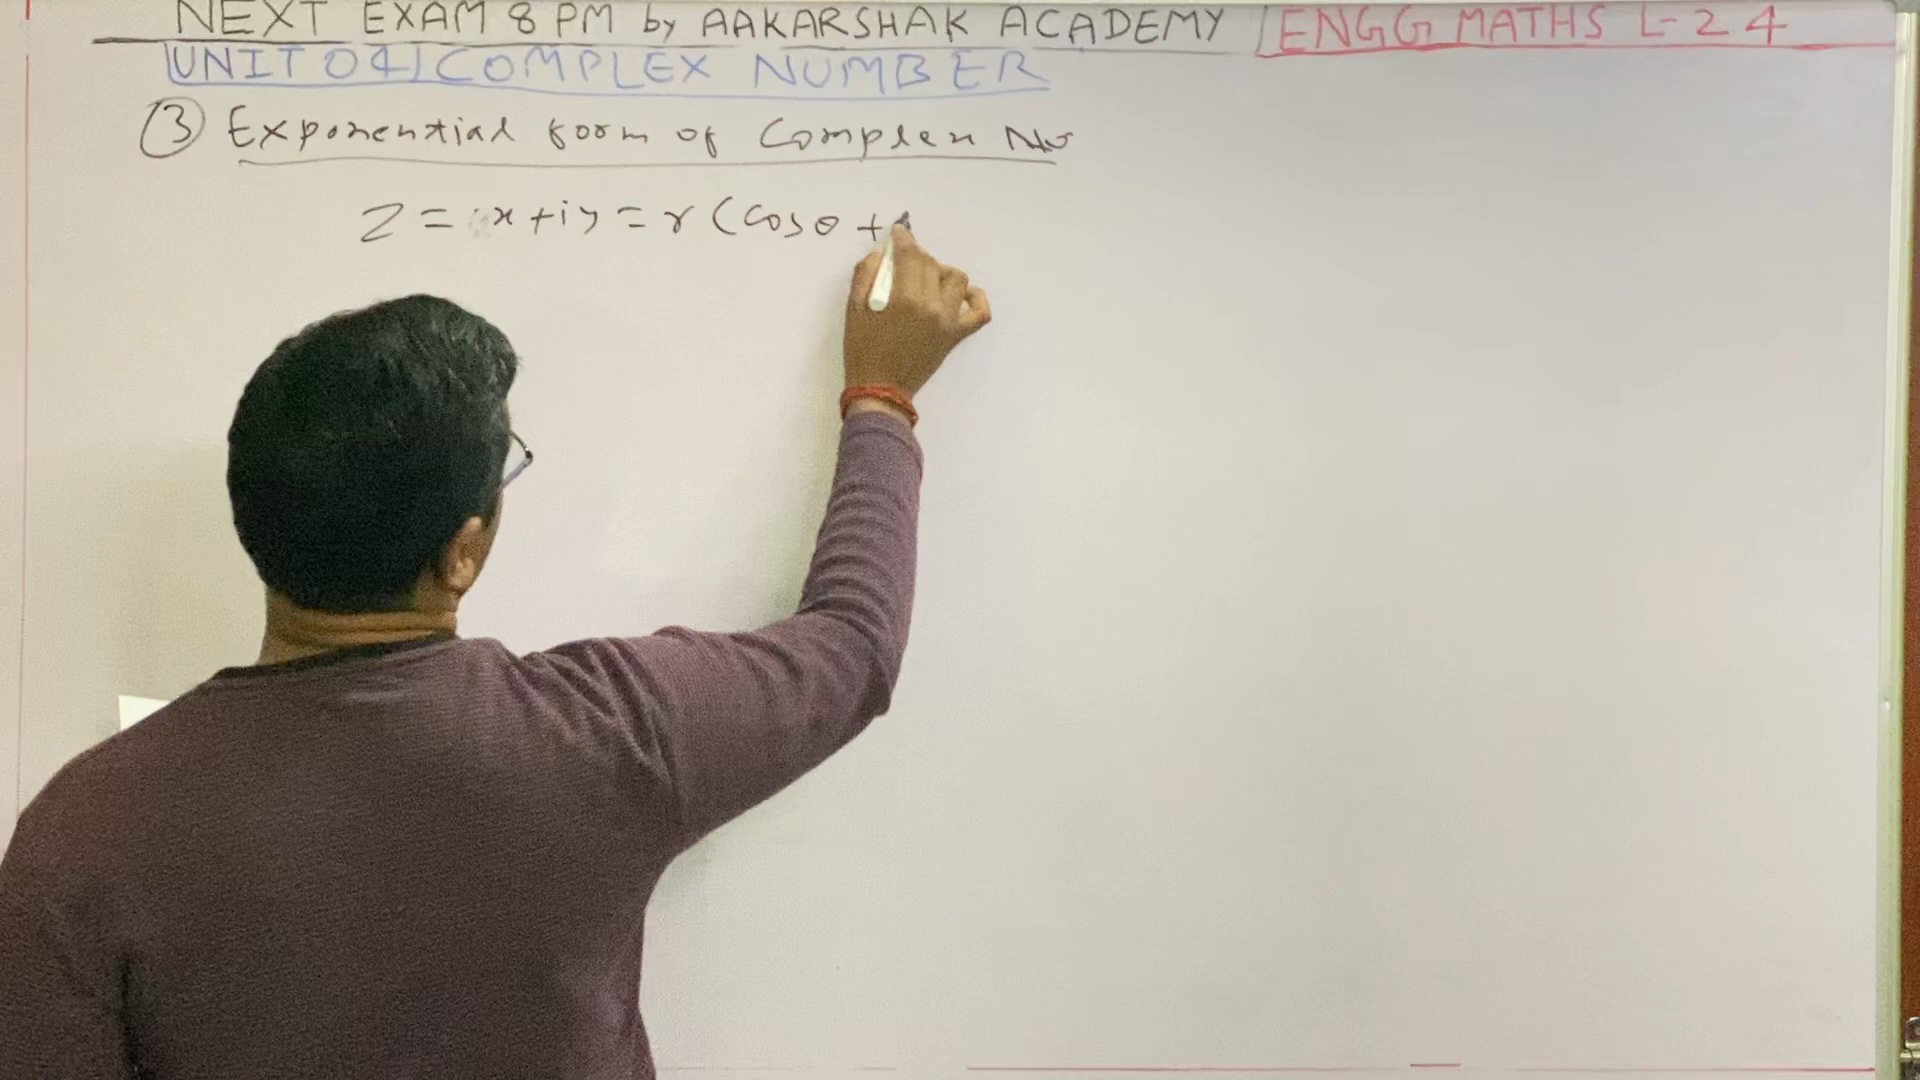 NEXT EXAM 8 PM by AAKARSHAK ACADEMY ENGG MATHS L-24
UNIT 04 COMPLEX NUMBER
③ Exponential form of Complex No
Z = x + iy = r (cos θ +